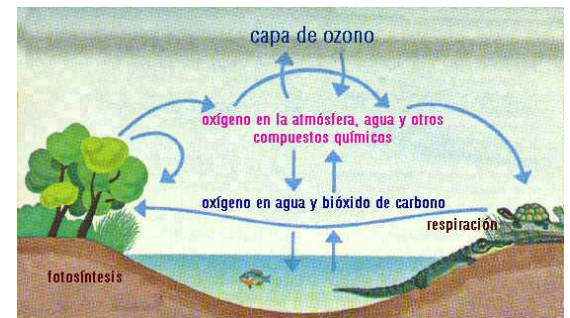 capa de ozono
oxígeno en la atmósfera, agua y otros
compuestos químicos
oxígeno en agua y bióxido de carbono
respiración
fotosíntesis